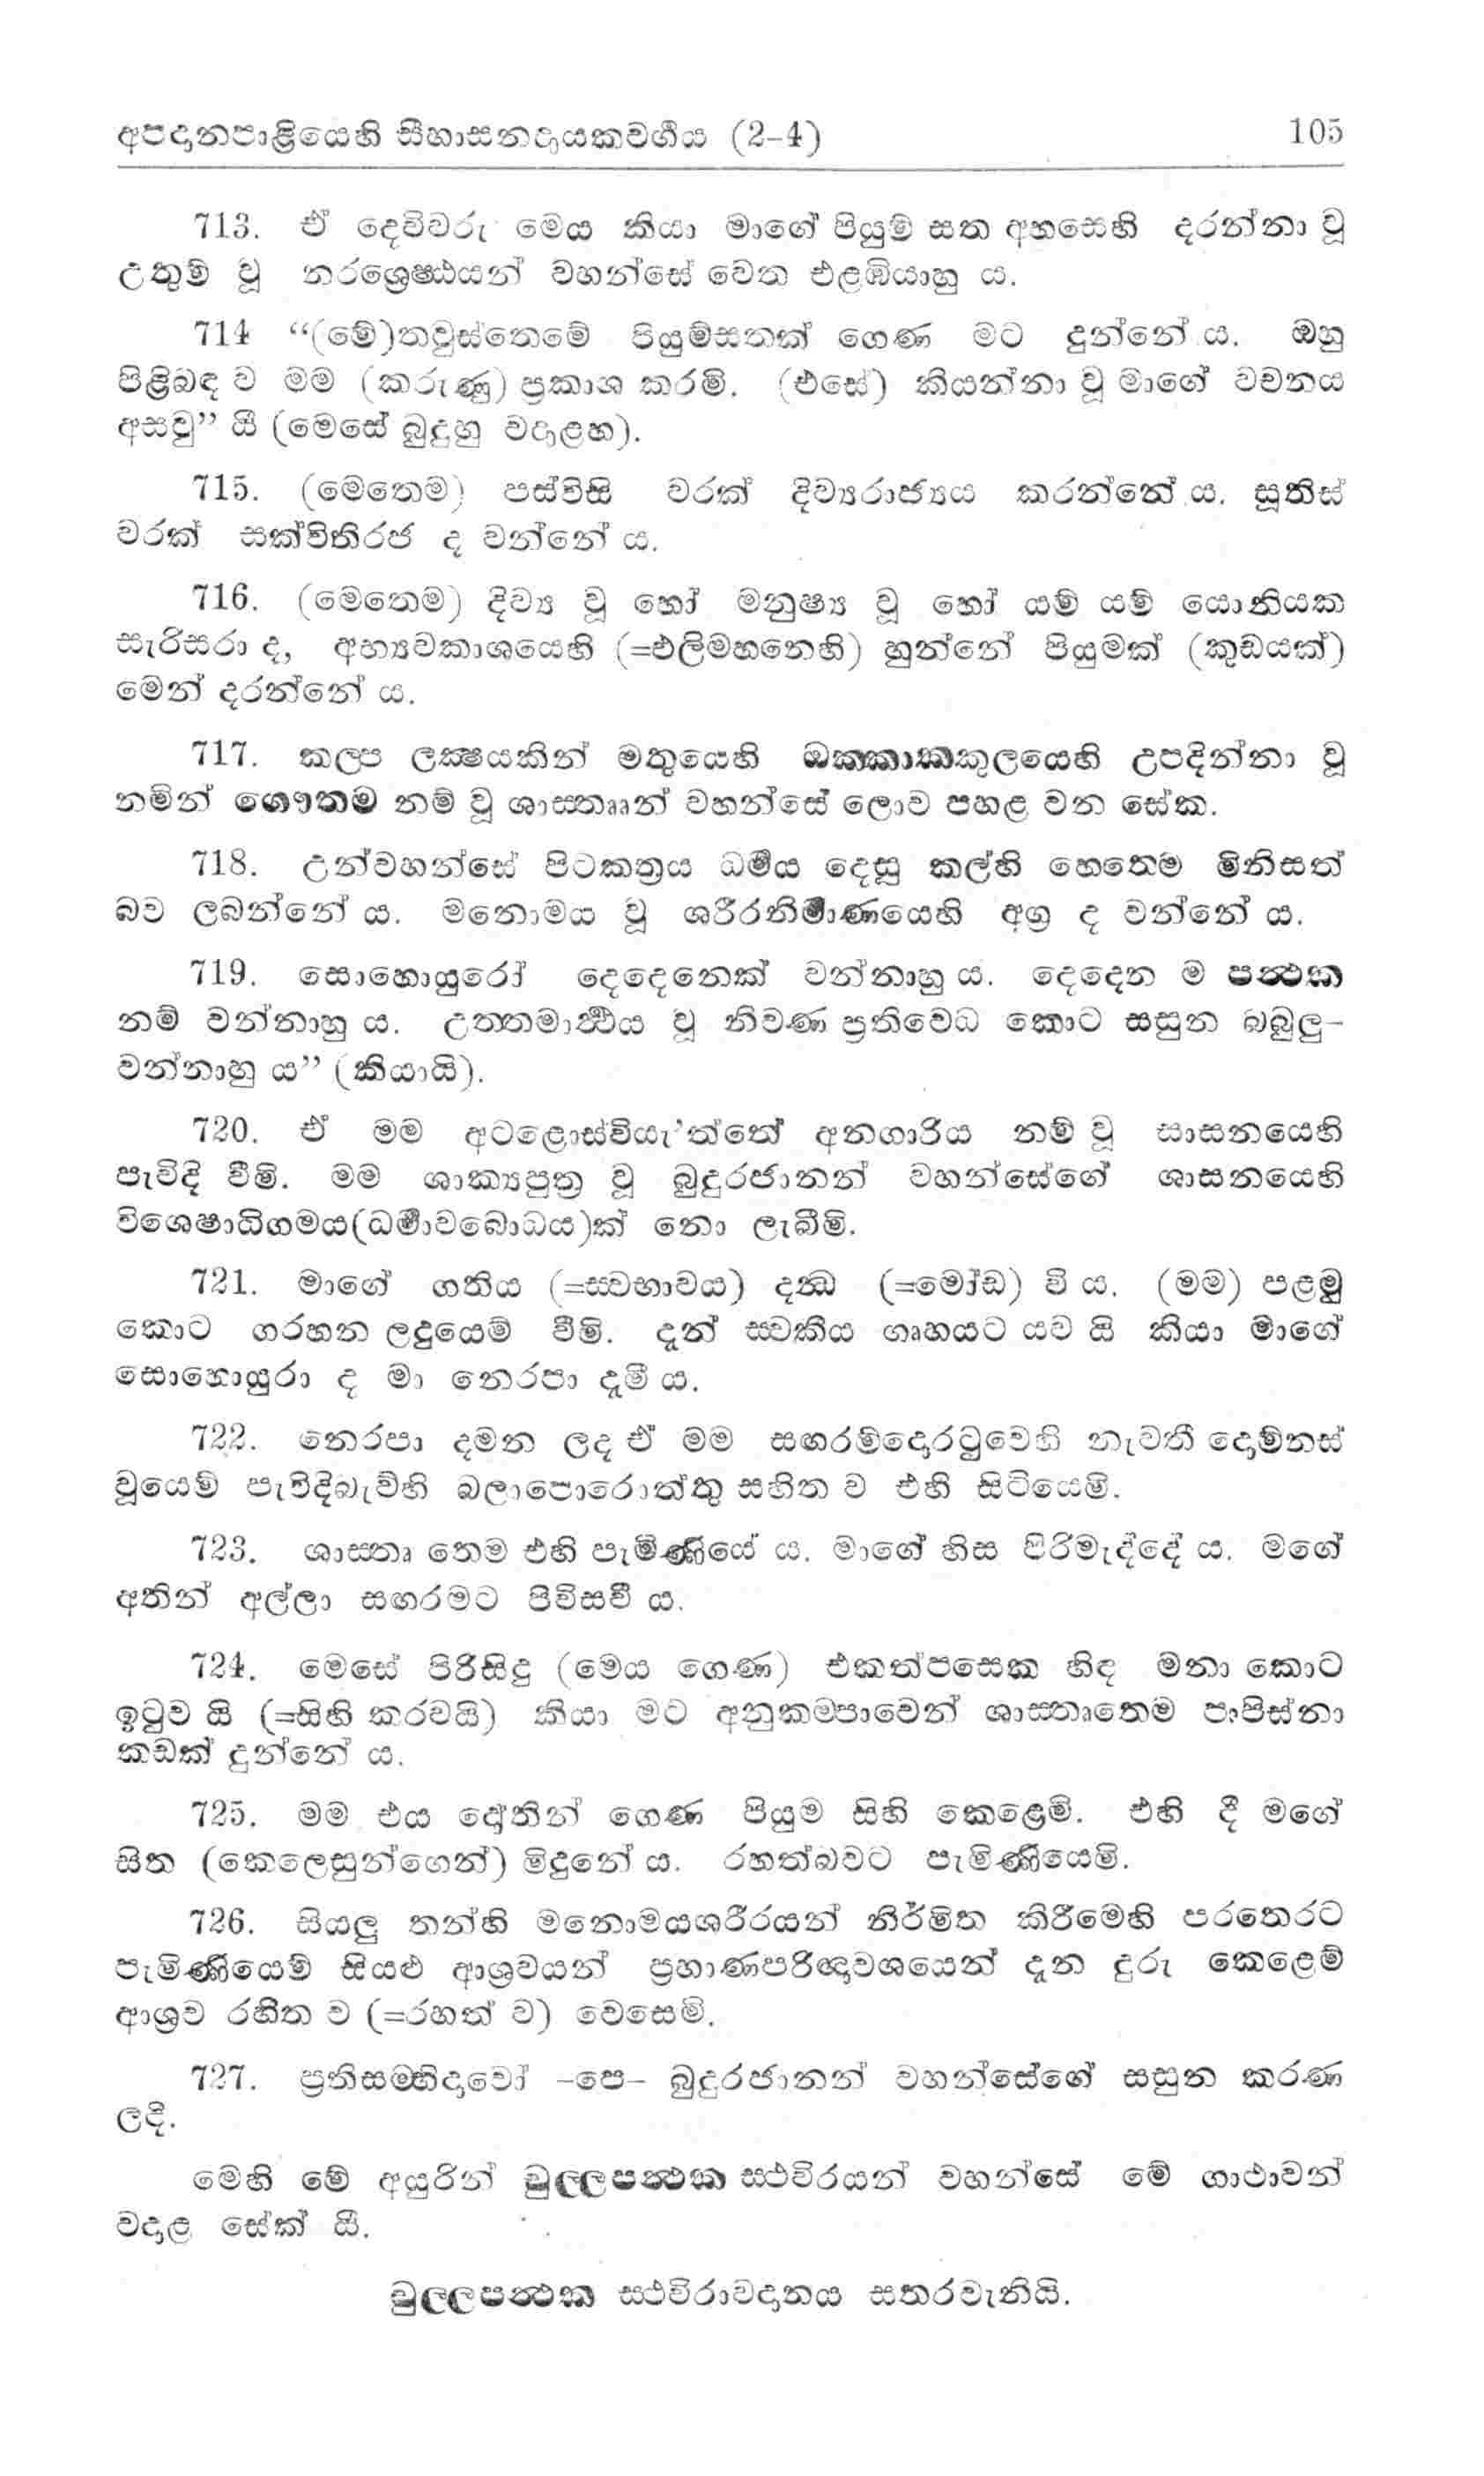 අපදානපාළියෙහි සීහාසනදායකවර්‍ගය (2-4) 105
713. ඒ දෙව්වරු මෙය කියා මාගේ පියුම් සත අහසෙහි දරන්නා වූ
උතුම් වූ නරශ්‍රෙෂ්ඨයන් වහන්සේ වෙත එළඹියාහු ය.
714 “(මේ)තවුස්තෙමේ පියුම්සතක් ගෙණ මට දුන්නේ ය. ඔහු
පිළිබඳ ව මම (කරුණු) ප්‍රකාශ කරමි. (එසේ) කියන්නා වූ මාගේ වචනය
අසවු” යී (මෙසේ බුදුහු වදාළහ).
715. (මෙතෙම) පස්විසි වරක් දිව්‍යරාජ්‍යය කරන්නේ ය. සූතිස්
වරක් සක්විතිරජ ද වන්නේ ය.
716. (මෙතෙම) දිව්‍ය වූ හෝ මනුෂ්‍ය වූ හෝ යම් යම් යොනියක
සැරිසරා ද, අභ්‍යවකාශයෙහි (=එලිමහනෙහි) හුන්නේ පියුමක් (කුඩයක්)
මෙන් දරන්නේ ය.
717. කල්ප ලක්‍ෂයකින් මතුයෙහි ඔක්කාකකුලයෙහි උපදින්නා වූ
නමින් ගෞතම නම් වූ ශාස්තෲන් වහන්සේ ලොව පහළ වන සේක.
718. උන්වහන්සේ පිටකත්‍රය ධර්‍මය දෙසූ කල්හි හෙතෙම මිනිසත්
බව ලබන්නේ ය. මනොමය වූ ශරීරනිර්‍මාණයෙහි අග්‍ර ද වන්නේ ය.
719. සොහොයුරෝ දෙදෙනෙක් වන්නාහු ය. දෙදෙන ම පන්‍ථක
නම් වන්නාහු ය. උත්තමාර්‍ථය වූ නිවණ ප්‍රතිවෙධ කොට සසුන බබුලු-
වන්නාහු ය” (කියායි).
720. ඒ මම අටළොස්වියැ’ත්තේ අනගාරිය නම් වූ සාසනයෙහි
පැවිදි වීමි. මම ශාක්‍යපුත්‍ර වූ බුදුරජානන් වහන්සේගේ ශාසනයෙහි
විශෙෂාධිගමය(ධර්‍මාවබොධය)ක් නො ලැබීමි.
721. මාගේ ගතිය (=ස්වභාවය) දන්‍ධ (=මෝඩ) වි ය. (මම) පළමු
කොට ගරහන ලදුයෙම් වීමි. දැන් ස්වකීය ගෘහයට යව යි කියා මාගේ
සොහොයුරා ද මා නෙරපා දැමී ය.
722. නෙරපා දමන ලද ඒ මම සඟරම්දොරටුවෙහි නැවතී දොම්නස්
වූයෙම් පැවිදිබැව්හි බලාපොරොත්තු සහිත ව එහි සිටියෙමි.
723. ශාස්තෘ තෙම එහි පැමිණියේ ය. මාගේ හිස පිරිමැද්දේ ය. මගේ
අතින් අල්ලා සඟරමට පිවිසවී ය.
724. මෙසේ පිරිසිදු (මෙය ගෙණ) එකත්පසෙක හිඳ මනා කොට
ඉටුව යි (=සිහි කරවයි) කියා මට අනුකම්පාවෙන් ශාස්තෘතෙම පාපිස්නා
කඩක් දුන්නේ ය.
725. මම එය දෝතින් ගෙණ පියුම සිහි කෙළෙමි. එහි දී මගේ
සිත (කෙලෙසුන්ගෙන්) මිදුනේ ය. රහත්බවට පැමිණියෙමි.
726. සියලු තන්හි මනොමයශරීරයන් නිර්මිත කිරීමෙහි පරතෙරට
පැමිණියෙම් සියළු ආශ්‍රවයන් ප්‍රහාණපරිඥාවශයෙන් දැන දුරු කෙළෙම්
ආශ්‍රව රහිත ව (=රහත් ව) වෙසෙමි.
727. ප්‍රතිසම්භිදාවෝ -පෙ- බුදුරජානන් වහන්සේගේ සසුන කරණ
ලදි.
මෙහි මේ අයුරින් චුල්ලපන්‍ථක ස්ථවිරයන් වහන්සේ මේ ගාථාවන්
වදාළ සේක් යී.
චුල්ලපන්‍ථක ස්ථවිරාවදානය සතරවැනියි.